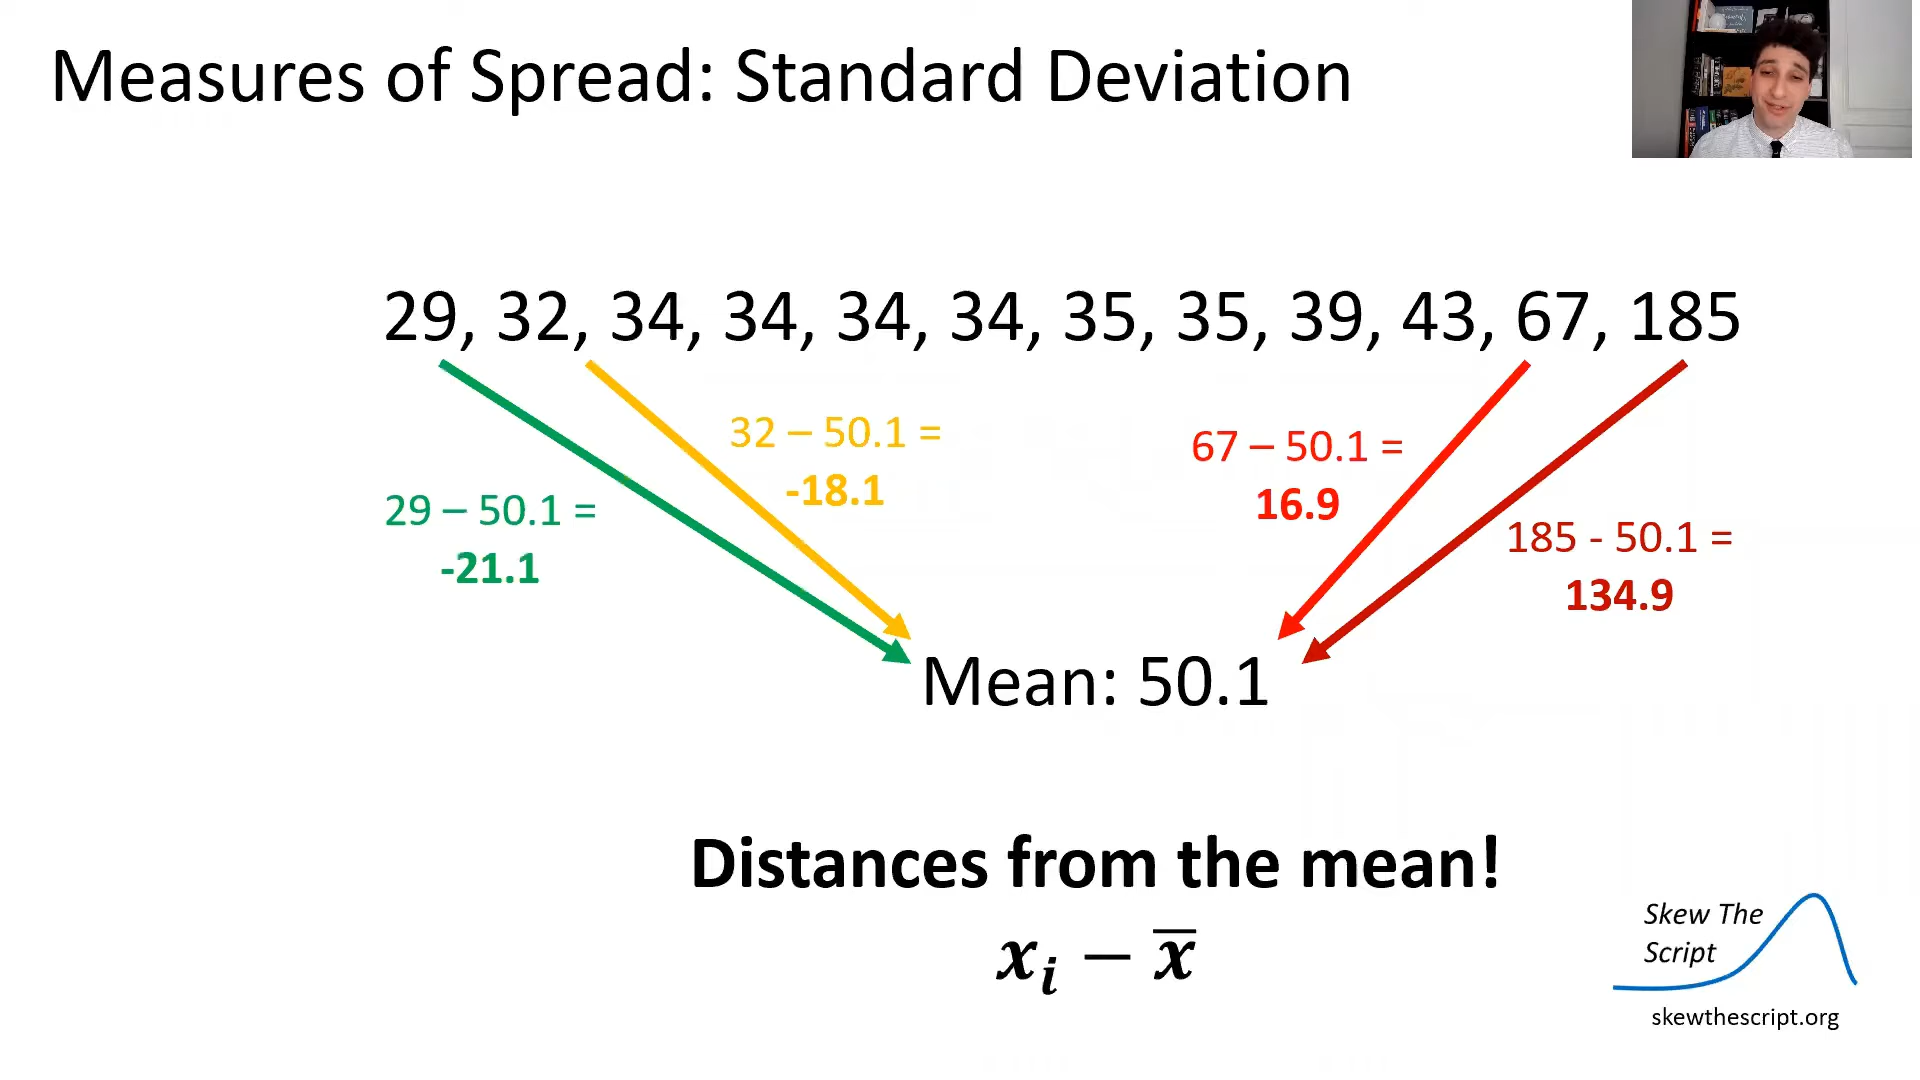 Measures of Spread: Standard Deviation
29, 32, 34, 34, 34, 34, 35, 35, 39, 43, 67, 185
32 – 50.1 =
-18.1
67 – 50.1 =
16.9
29 – 50.1 =
-21.1
185 - 50.1 =
134.9
Mean: 50.1
Distances from the mean!
xᵢ − x̅
Skew The
Script
skewthescript.org